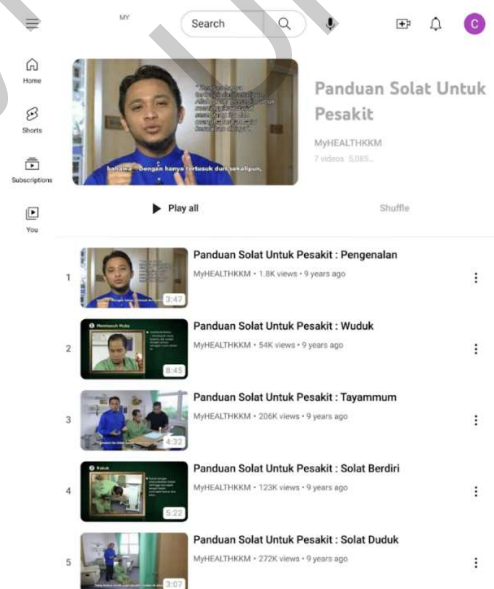 MY
Search
C
Home
Shorts
Subscriptions
You
Panduan Solat Untuk
Pesakit
MyHEALTHKKM
7 videos 5,085...
Play all
Shuffle
1
Panduan Solat Untuk Pesakit : Pengenalan
MyHEALTHKKM • 1.8K views • 9 years ago
3:47
2
Panduan Solat Untuk Pesakit : Wuduk
MyHEALTHKKM • 54K views • 9 years ago
8:45
3
Panduan Solat Untuk Pesakit : Tayammum
MyHEALTHKKM • 206K views • 9 years ago
4:32
4
Panduan Solat Untuk Pesakit : Solat Berdiri
MyHEALTHKKM • 123K views • 9 years ago
5:22
5
Panduan Solat Untuk Pesakit : Solat Duduk
MyHEALTHKKM • 272K views • 9 years ago
3:07